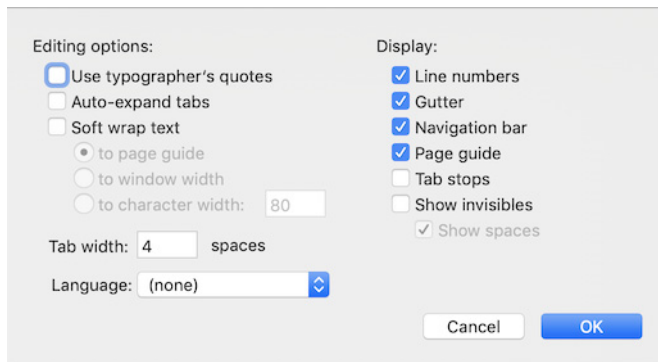 Editing options:
Use typographer's quotes
Auto-expand tabs
Soft wrap text
to page guide
to window width
to character width: 80
Tab width: 4 spaces
Language: (none)
Display:
Line numbers
Gutter
Navigation bar
Page guide
Tab stops
Show invisibles
Show spaces
Cancel OK